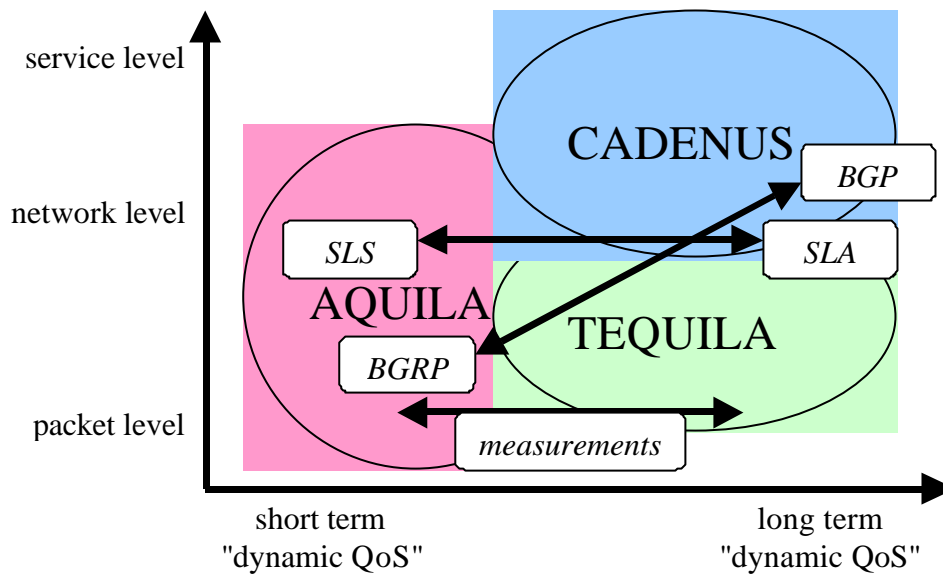 service level
CADENUS
BGP
network level
SLS
SLA
AQUILA
TEQUILA
BGRP
packet level
measurements
short term
"dynamic QoS"
long term
"dynamic QoS"